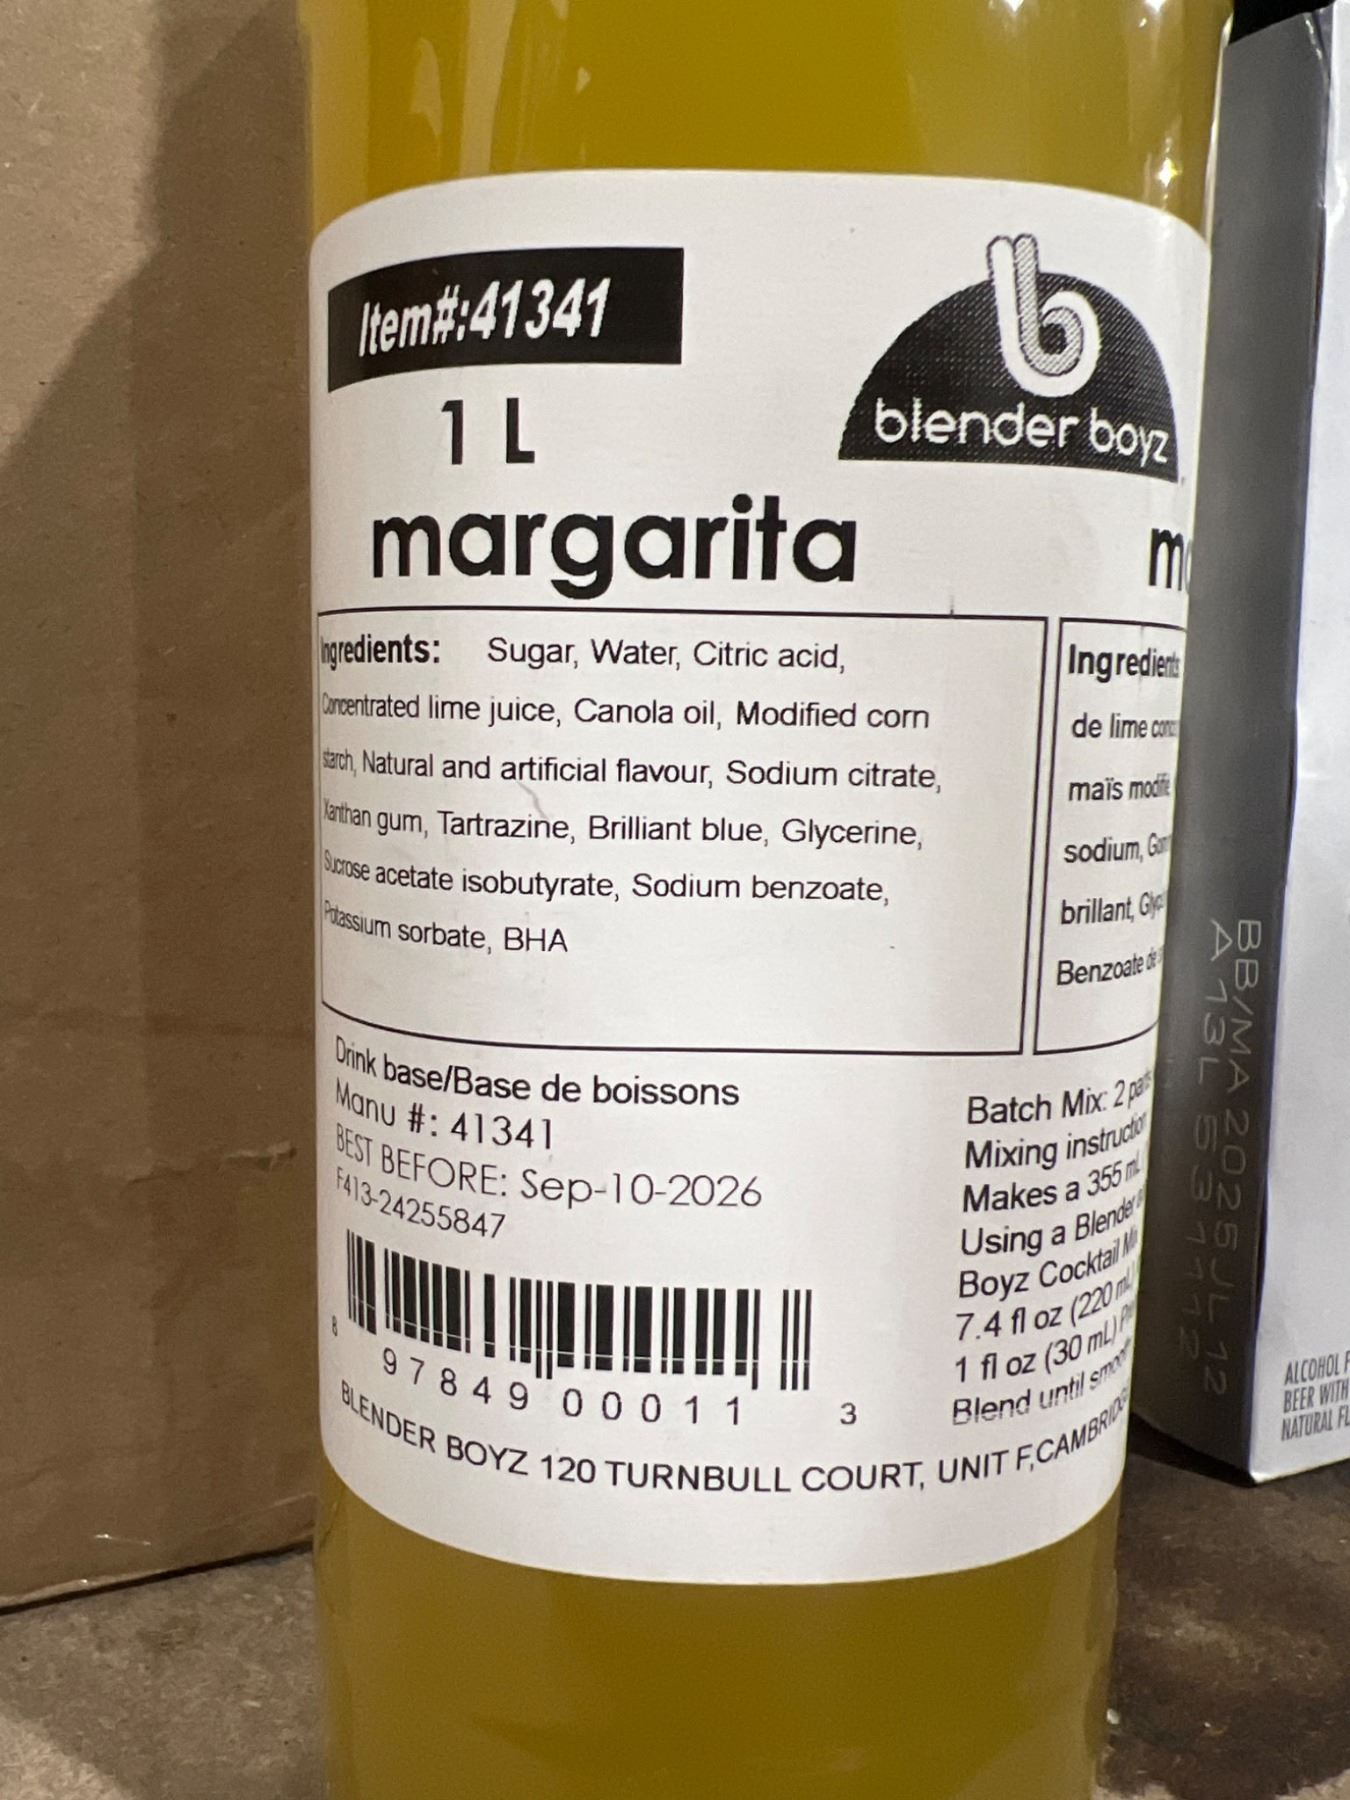 Item#:41341
b
blender boyz
1 L
margarita
Ingredients: Sugar, Water, Citric acid,
Concentrated lime juice, Canola oil, Modified corn
starch, Natural and artificial flavour, Sodium citrate,
Xanthan gum, Tartrazine, Brilliant blue, Glycerine,
Sucrose acetate isobutyrate, Sodium benzoate,
Potassium sorbate, BHA
Ingredients
de lime
maïs modifié
sodium,
brillant,
Benzoate de
Drink base/Base de boissons
Manu #: 41341
BEST BEFORE: Sep-10-2026
F413-24255847
8 97849 00011 3
Batch Mix: 2 parts
Mixing instruction
Makes a 355 mL
Using a Blender
Boyz Cocktail
7.4 fl oz (220 mL)
1 fl oz (30 mL)
Blend until smooth
BLENDER BOYZ 120 TURNBULL COURT, UNIT F,
BB/MA 2025 JL 12
A 13L 53 1112
ALCOHOL
BEER WITH
NATURAL